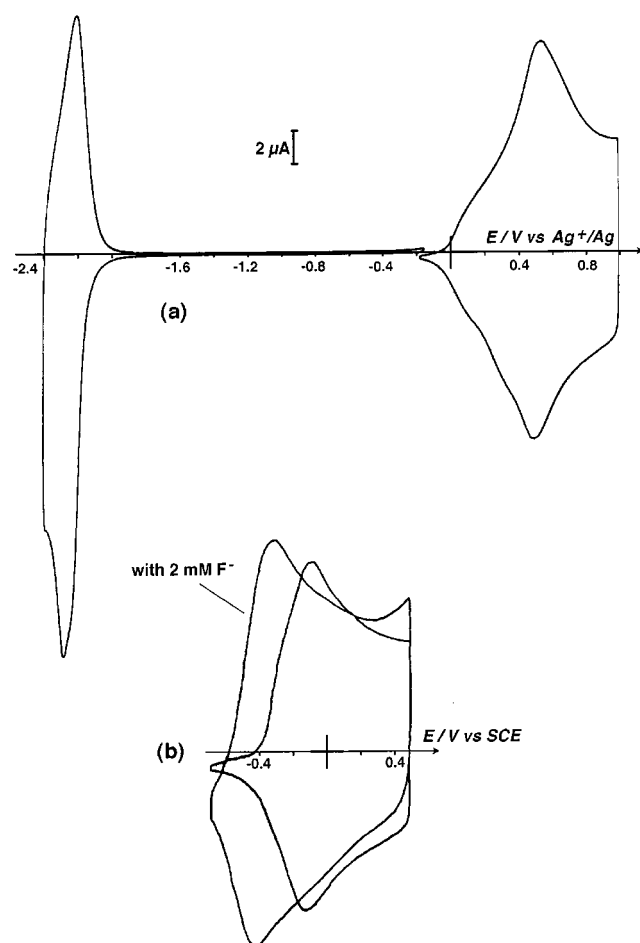 2 µA
E / V vs Ag+/Ag
-2.4 -1.6 -1.2 -0.8 -0.4 0.4 0.8
(a)
with 2 mM F-
(b)
E / V vs SCE
-0.4 0.4